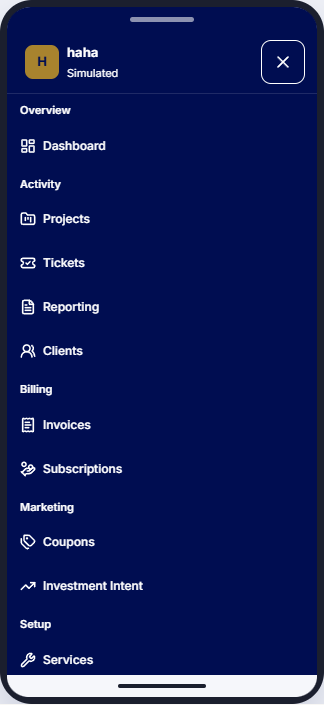 H
haha
Simulated
Overview
Dashboard
Activity
Projects
Tickets
Reporting
Clients
Billing
Invoices
Subscriptions
Marketing
Coupons
Investment Intent
Setup
Services